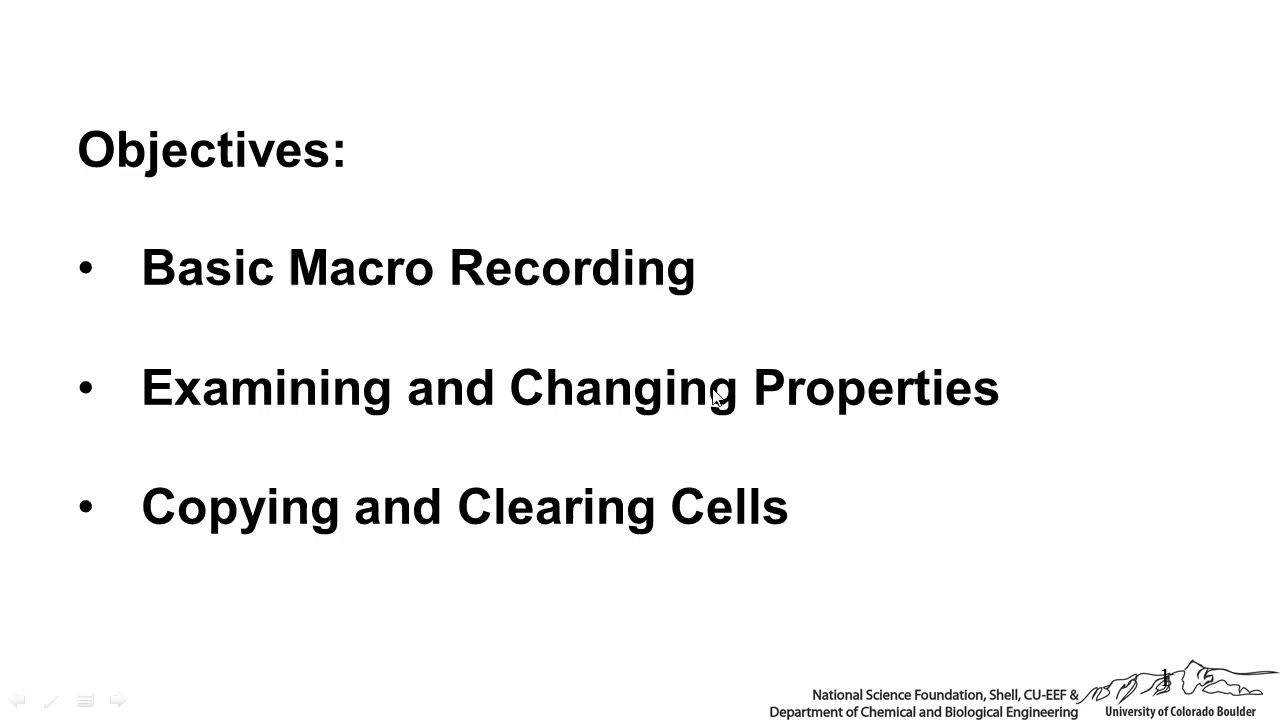 Objectives:
• Basic Macro Recording
• Examining and Changing Properties
• Copying and Clearing Cells
1
National Science Foundation, Shell, CU-EEF &
Department of Chemical and Biological Engineering
University of Colorado Boulder